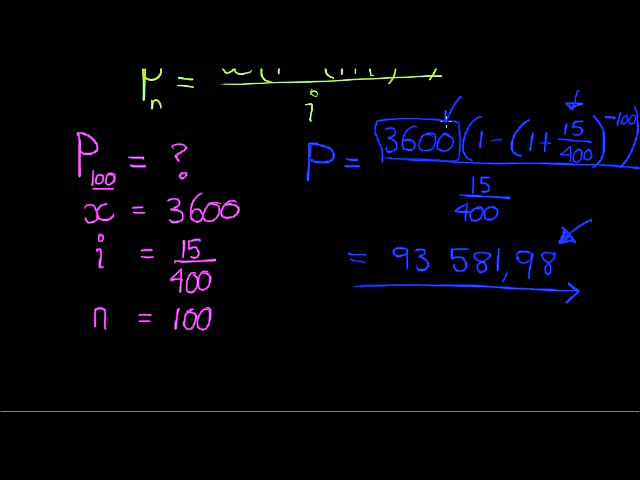 Pn = i
P100 = ?
x = 3600
i = 15/400
n = 100
P = 3600(1-(1+15/400)^-100) / 15/400
= 93 581,98